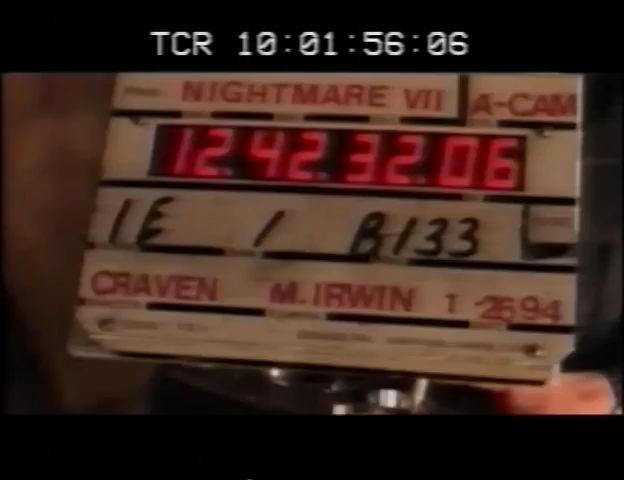 TCR 10:01:56:06
NIGHTMARE VII A-CAM
12.42.32.06
1E 1 B133
CRAVEN M.IRWIN 1 26 94